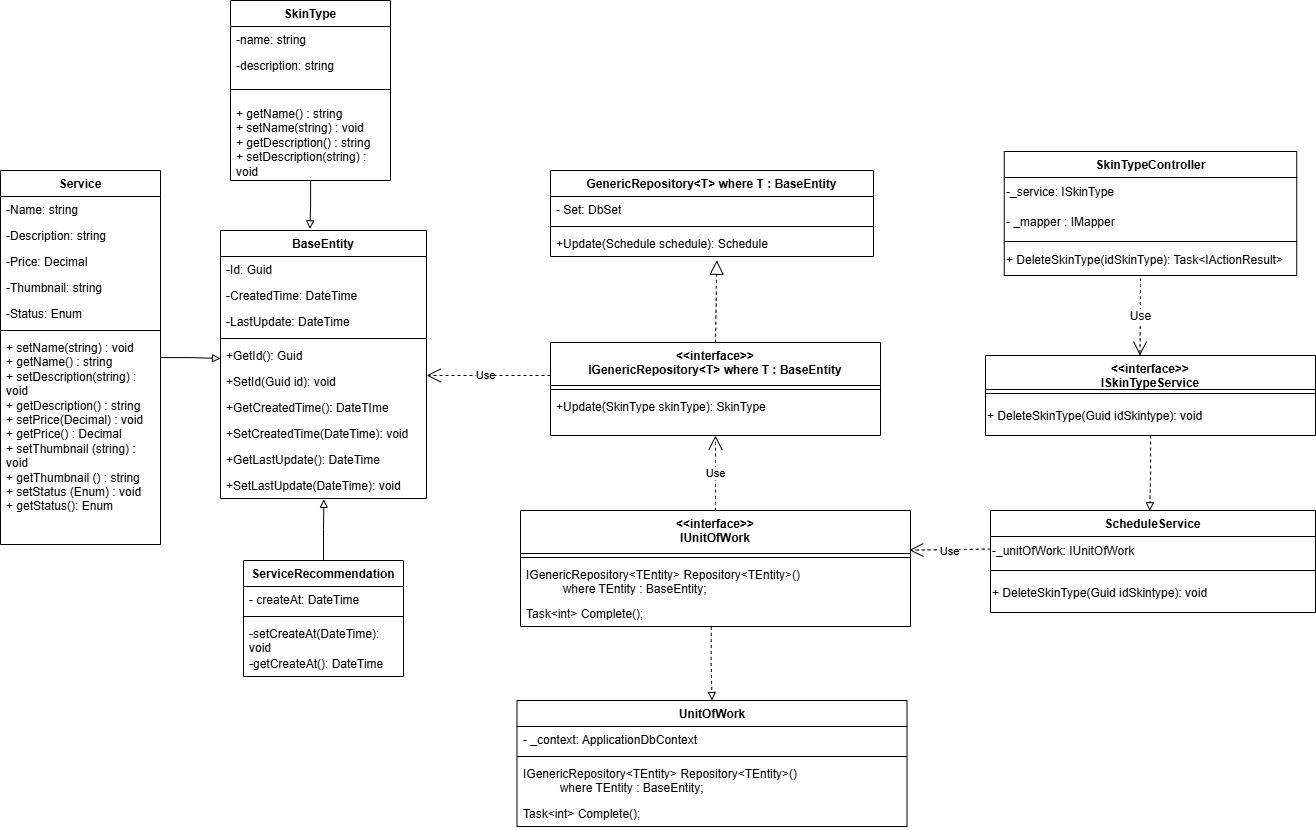 SkinType
-name: string
-description: string
+ getName() : string
+ setName(string) : void
+ getDescription() : string
+ setDescription(string) :
void
Service
-Name: string
-Description: string
-Price: Decimal
-Thumbnail: string
-Status: Enum
+ setName(string) : void
+ getName() : string
+ setDescription(string) :
void
+ getDescription() : string
+ setPrice(Decimal) : void
+ getPrice() : Decimal
+ setThumbnail (string) :
void
+ getThumbnail () : string
+ setStatus (Enum) : void
+ getStatus(): Enum
BaseEntity
-Id: Guid
-CreatedTime: DateTime
-LastUpdate: DateTime
+GetId(): Guid
+SetId(Guid id): void
+GetCreatedTime(): DateTIme
+SetCreatedTime(DateTime): void
+GetLastUpdate(): DateTime
+SetLastUpdate(DateTime): void
ServiceRecommendation
- createAt: DateTime
-setCreateAt(DateTime):
void
-getCreateAt(): DateTime
GenericRepository<T> where T : BaseEntity
- Set: DbSet
+Update(Schedule schedule): Schedule
<<interface>>
IGenericRepository<T> where T : BaseEntity
+Update(SkinType skinType): SkinType
Use
Use
<<interface>>
IUnitOfWork
IGenericRepository<TEntity> Repository<TEntity>()
where TEntity : BaseEntity;
Task<int> Complete();
UnitOfWork
- _context: ApplicationDbContext
IGenericRepository<TEntity> Repository<TEntity>()
where TEntity : BaseEntity;
Task<int> Complete();
SkinTypeController
-_service: ISkinType
- _mapper : IMapper
+ DeleteSkinType(idSkinType): Task<IActionResult>
Use
<<interface>>
ISkinTypeService
+ DeleteSkinType(Guid idSkintype): void
ScheduleService
-_unitOfWork: IUnitOfWork
+ DeleteSkinType(Guid idSkintype): void
Use